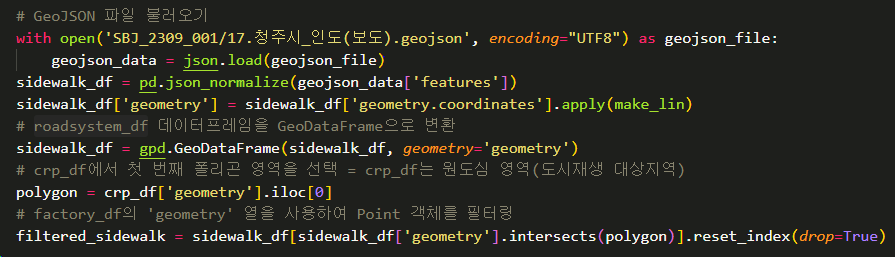 # GeoJSON 파일 불러오기
with open('SBJ_2309_001/17.청주시_인도(보도).geojson', encoding="UTF8") as geojson_file:
    geojson_data = json.load(geojson_file)
sidewalk_df = pd.json_normalize(geojson_data['features'])
sidewalk_df['geometry'] = sidewalk_df['geometry.coordinates'].apply(make_lin)
# roadsystem_df 데이터프레임을 GeoDataFrame으로 변환
sidewalk_df = gpd.GeoDataFrame(sidewalk_df, geometry='geometry')
# crp_df에서 첫 번째 폴리곤 영역을 선택 = crp_df는 원도심 영역(도시재생 대상지역)
polygon = crp_df['geometry'].iloc[0]
# factory_df의 'geometry' 열을 사용하여 Point 객체를 필터링
filtered_sidewalk = sidewalk_df[sidewalk_df['geometry'].intersects(polygon)].reset_index(drop=True)